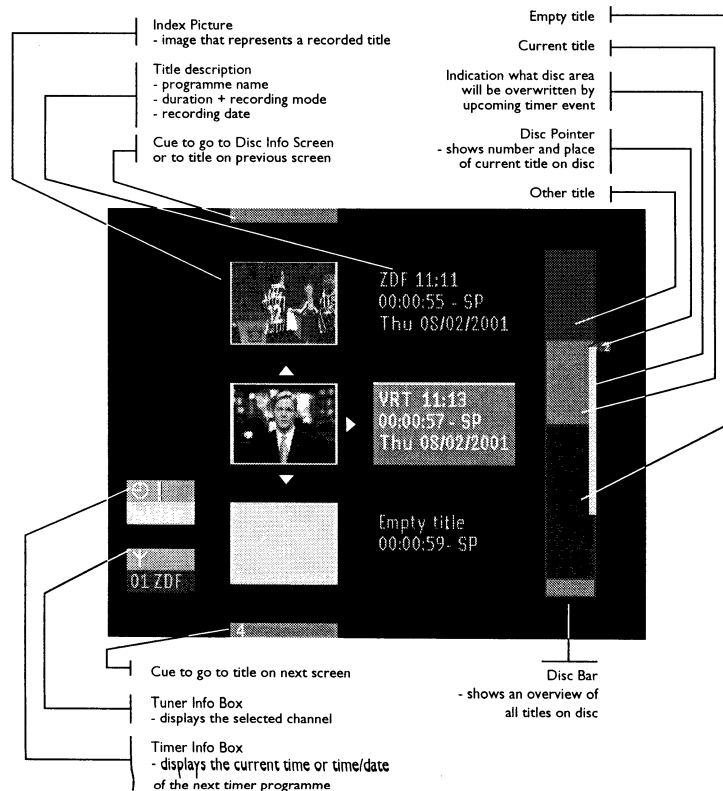 Index Picture
- image that represents a recorded title
Title description
- programme name
- duration + recording mode
- recording date
Cue to go to Disc Info Screen
or to title on previous screen
Empty title
Current title
Indication what disc area
will be overwritten by
upcoming timer event
Disc Pointer
- shows number and place
of current title on disc
Other title
ZDF 11:11
00:00:55 - SP
Thu 08/02/2001
2
VRT 11:13
00:00:57 - SP
Thu 08/02/2001
Empty title
00:00:59- SP
01 ZDF
4
Cue to go to title on next screen
Tuner Info Box
- displays the selected channel
Timer Info Box
- displays the current time or time/date
of the next timer programme
Disc Bar
- shows an overview of
all titles on disc